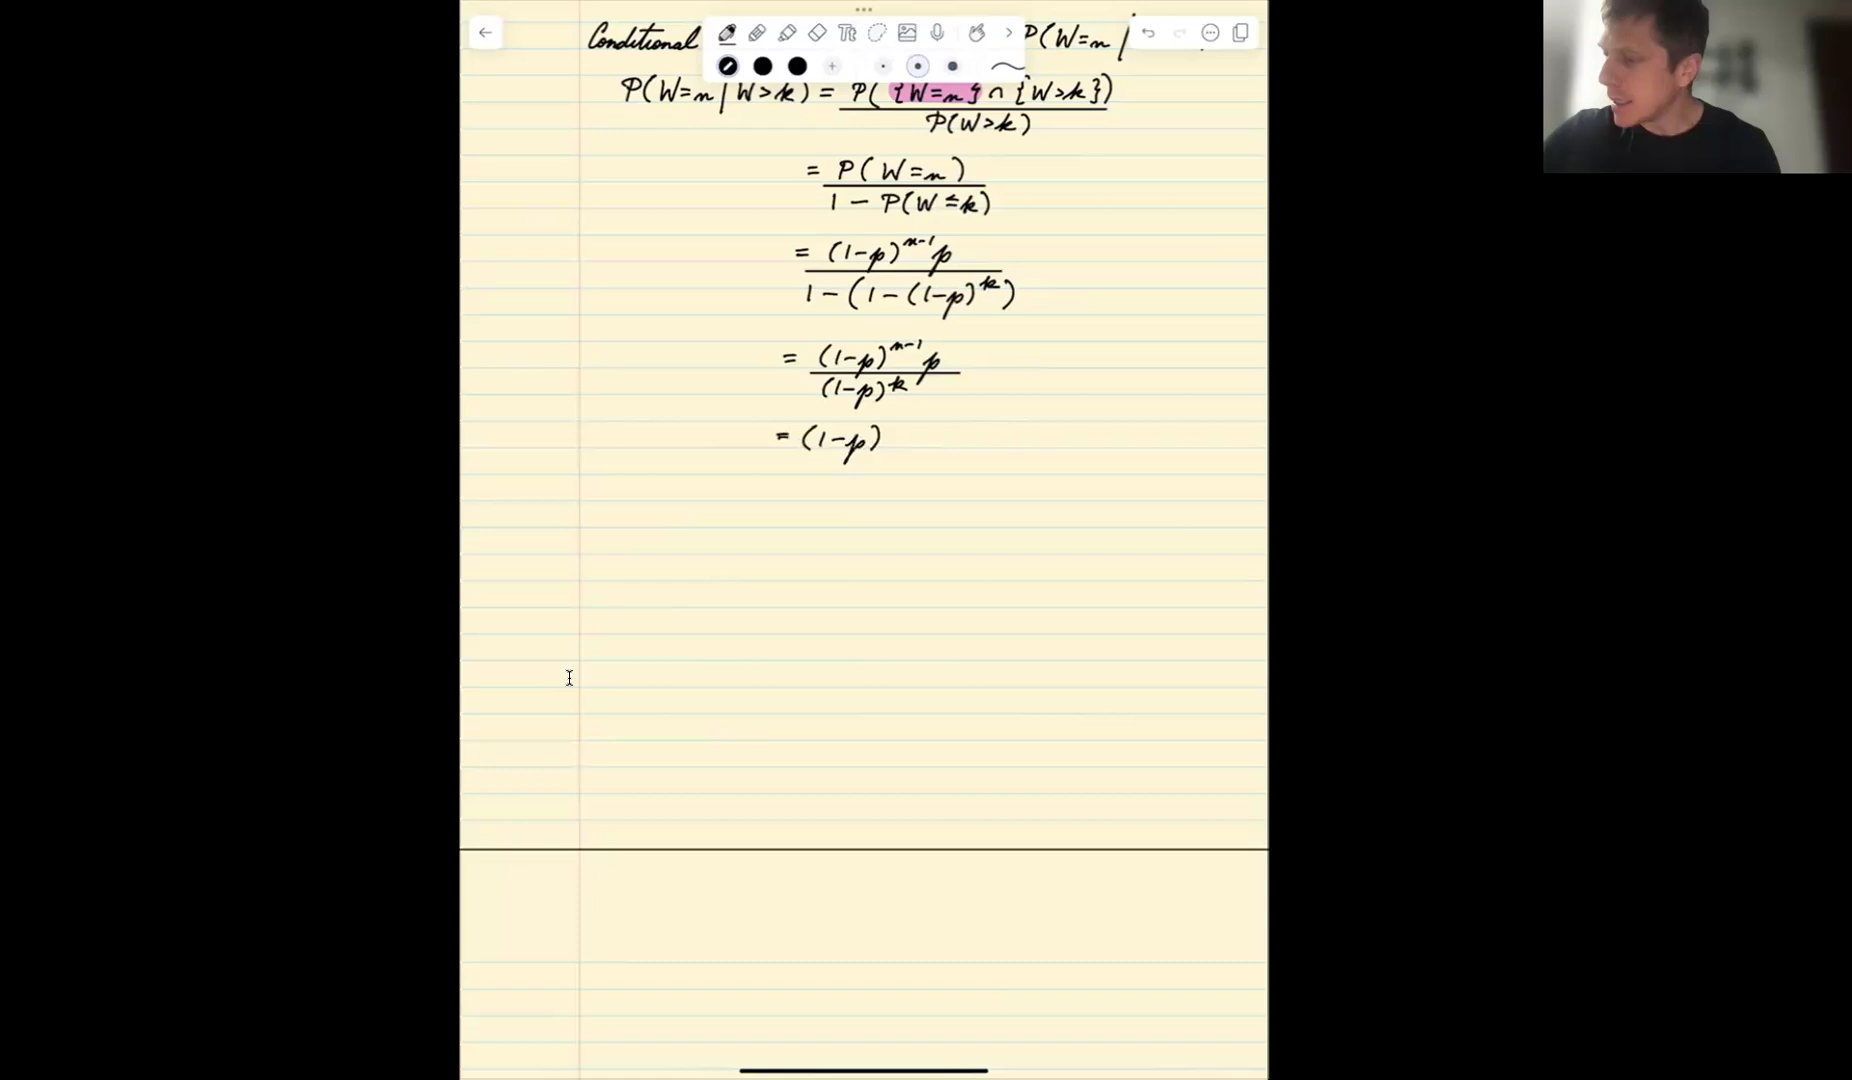 Conditional P(W=n |
P(W=n | W>k) = P( {W=n} ∩ {W>k})
P(W>k)
= P( W=n )
1 − P(W≤k)
= (1−p)^{n−1} p
1 − (1 − (1−p)^k)
= (1−p)^{n−1} p
(1−p)^k
= (1−p)